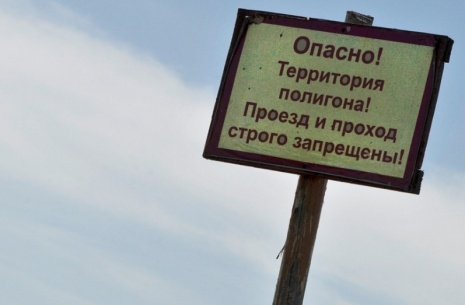 Опасно!
Территория
полигона!
Проезд и проход
строго запрещены!